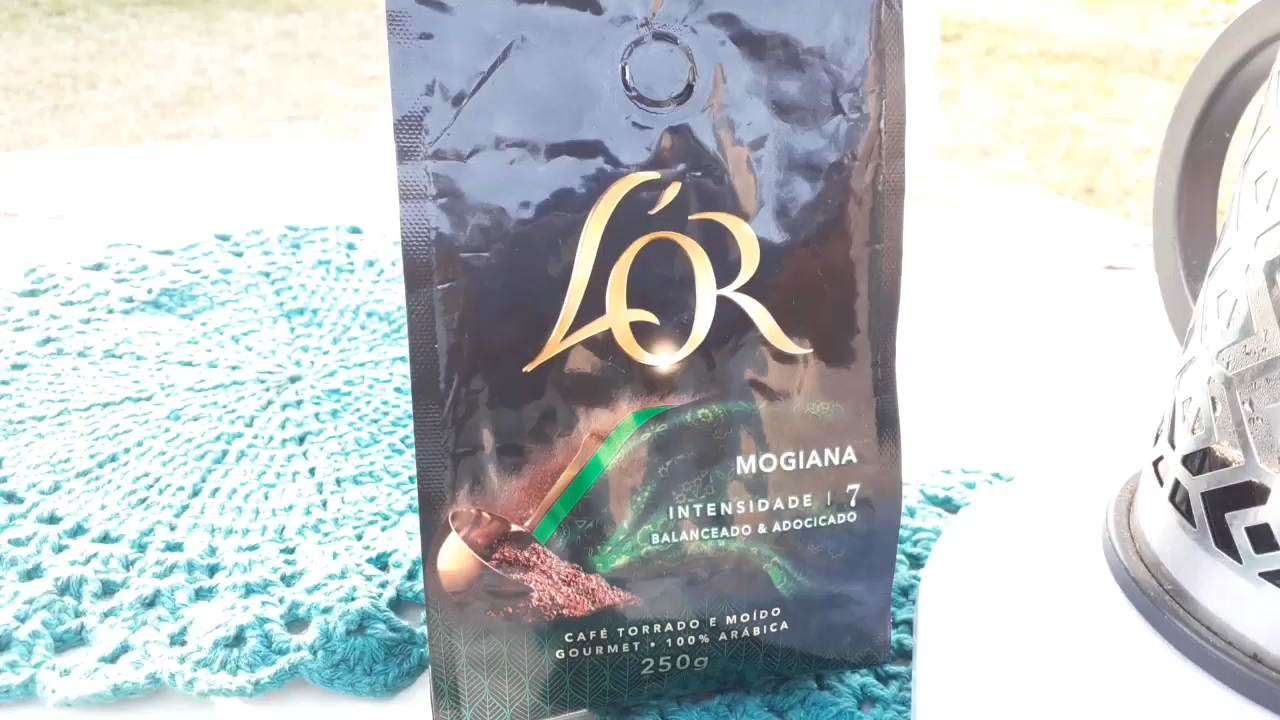 L'OR
MOGIANA
INTENSIDADE | 7
BALANCEADO & ADOCICADO
CAFÉ TORRADO E MOÍDO
GOURMET • 100% ARÁBICA
250g